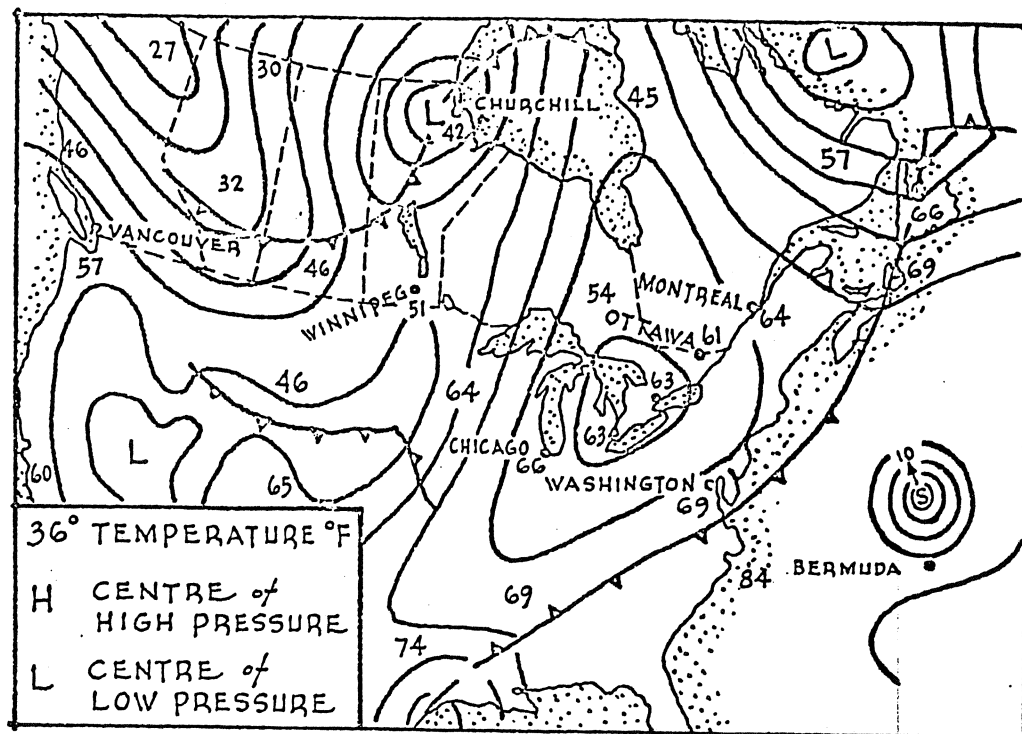 27
30
L
45
L
CHURCHILL
42
46
57
32
66
VANCOUVER
57
46
69
WINNIPEG
51
54
MONTREAL
64
OTTAWA
61
46
64
63
63
L
CHICAGO
66
60
65
WASHINGTON
69
10
S
36° TEMPERATURE °F
H CENTRE of
HIGH PRESSURE
L CENTRE of
LOW PRESSURE
BERMUDA
84
69
74